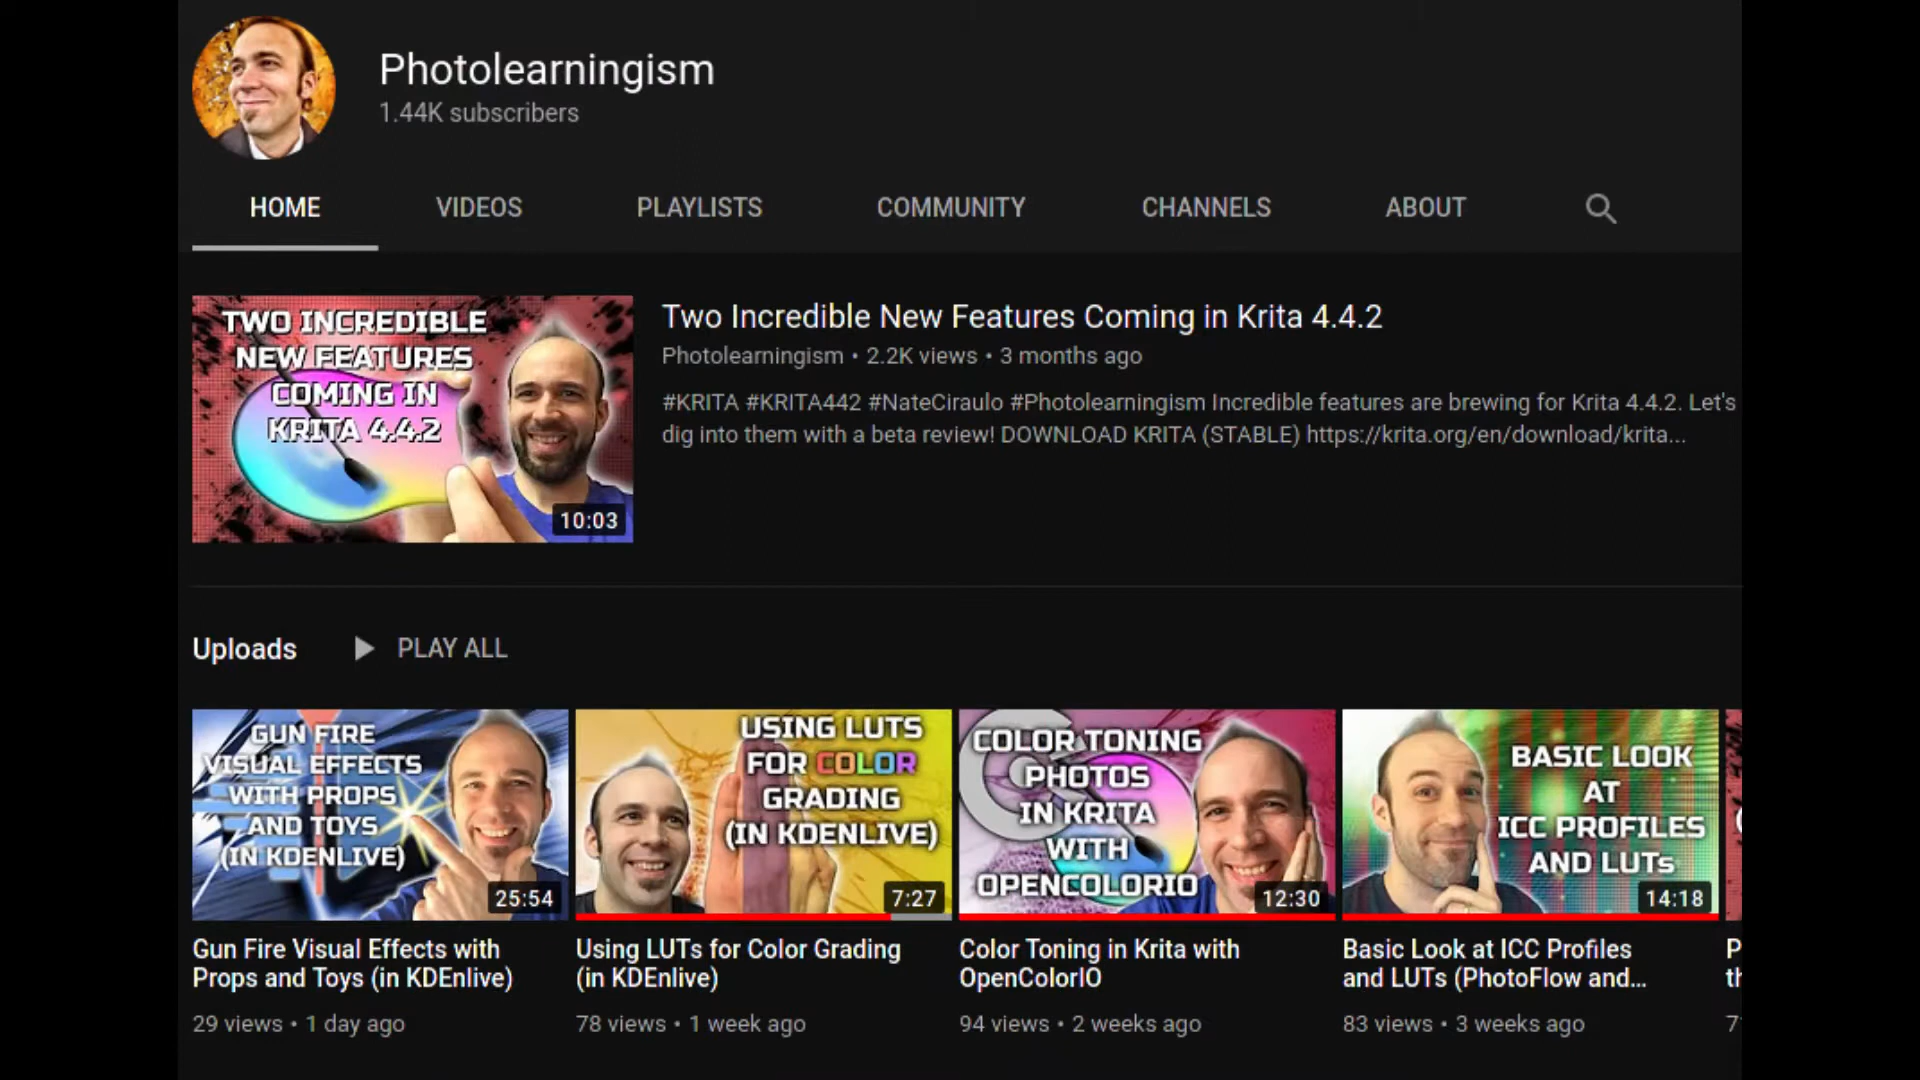 Photolearningism
1.44K subscribers
HOME
VIDEOS
PLAYLISTS
COMMUNITY
CHANNELS
ABOUT
TWO INCREDIBLE
NEW FEATURES
COMING IN
KRITA 4.4.2
10:03
Two Incredible New Features Coming in Krita 4.4.2
Photolearningism • 2.2K views • 3 months ago
#KRITA #KRITA442 #NateCiraulo #Photolearningism Incredible features are brewing for Krita 4.4.2. Let's
dig into them with a beta review! DOWNLOAD KRITA (STABLE) https://krita.org/en/download/krita...
Uploads
PLAY ALL
GUN FIRE
VISUAL EFFECTS
WITH PROPS
AND TOYS
(IN KDENLIVE)
25:54
Gun Fire Visual Effects with
Props and Toys (in KDEnlive)
29 views • 1 day ago
USING LUTS
FOR COLOR
GRADING
(IN KDENLIVE)
7:27
Using LUTs for Color Grading
(in KDEnlive)
78 views • 1 week ago
COLOR TONING
PHOTOS
IN KRITA
WITH
OPENCOLORIO
12:30
Color Toning in Krita with
OpenColorIO
94 views • 2 weeks ago
BASIC LOOK
AT
ICC PROFILES
AND LUTs
14:18
Basic Look at ICC Profiles
and LUTs (PhotoFlow and...
83 views • 3 weeks ago